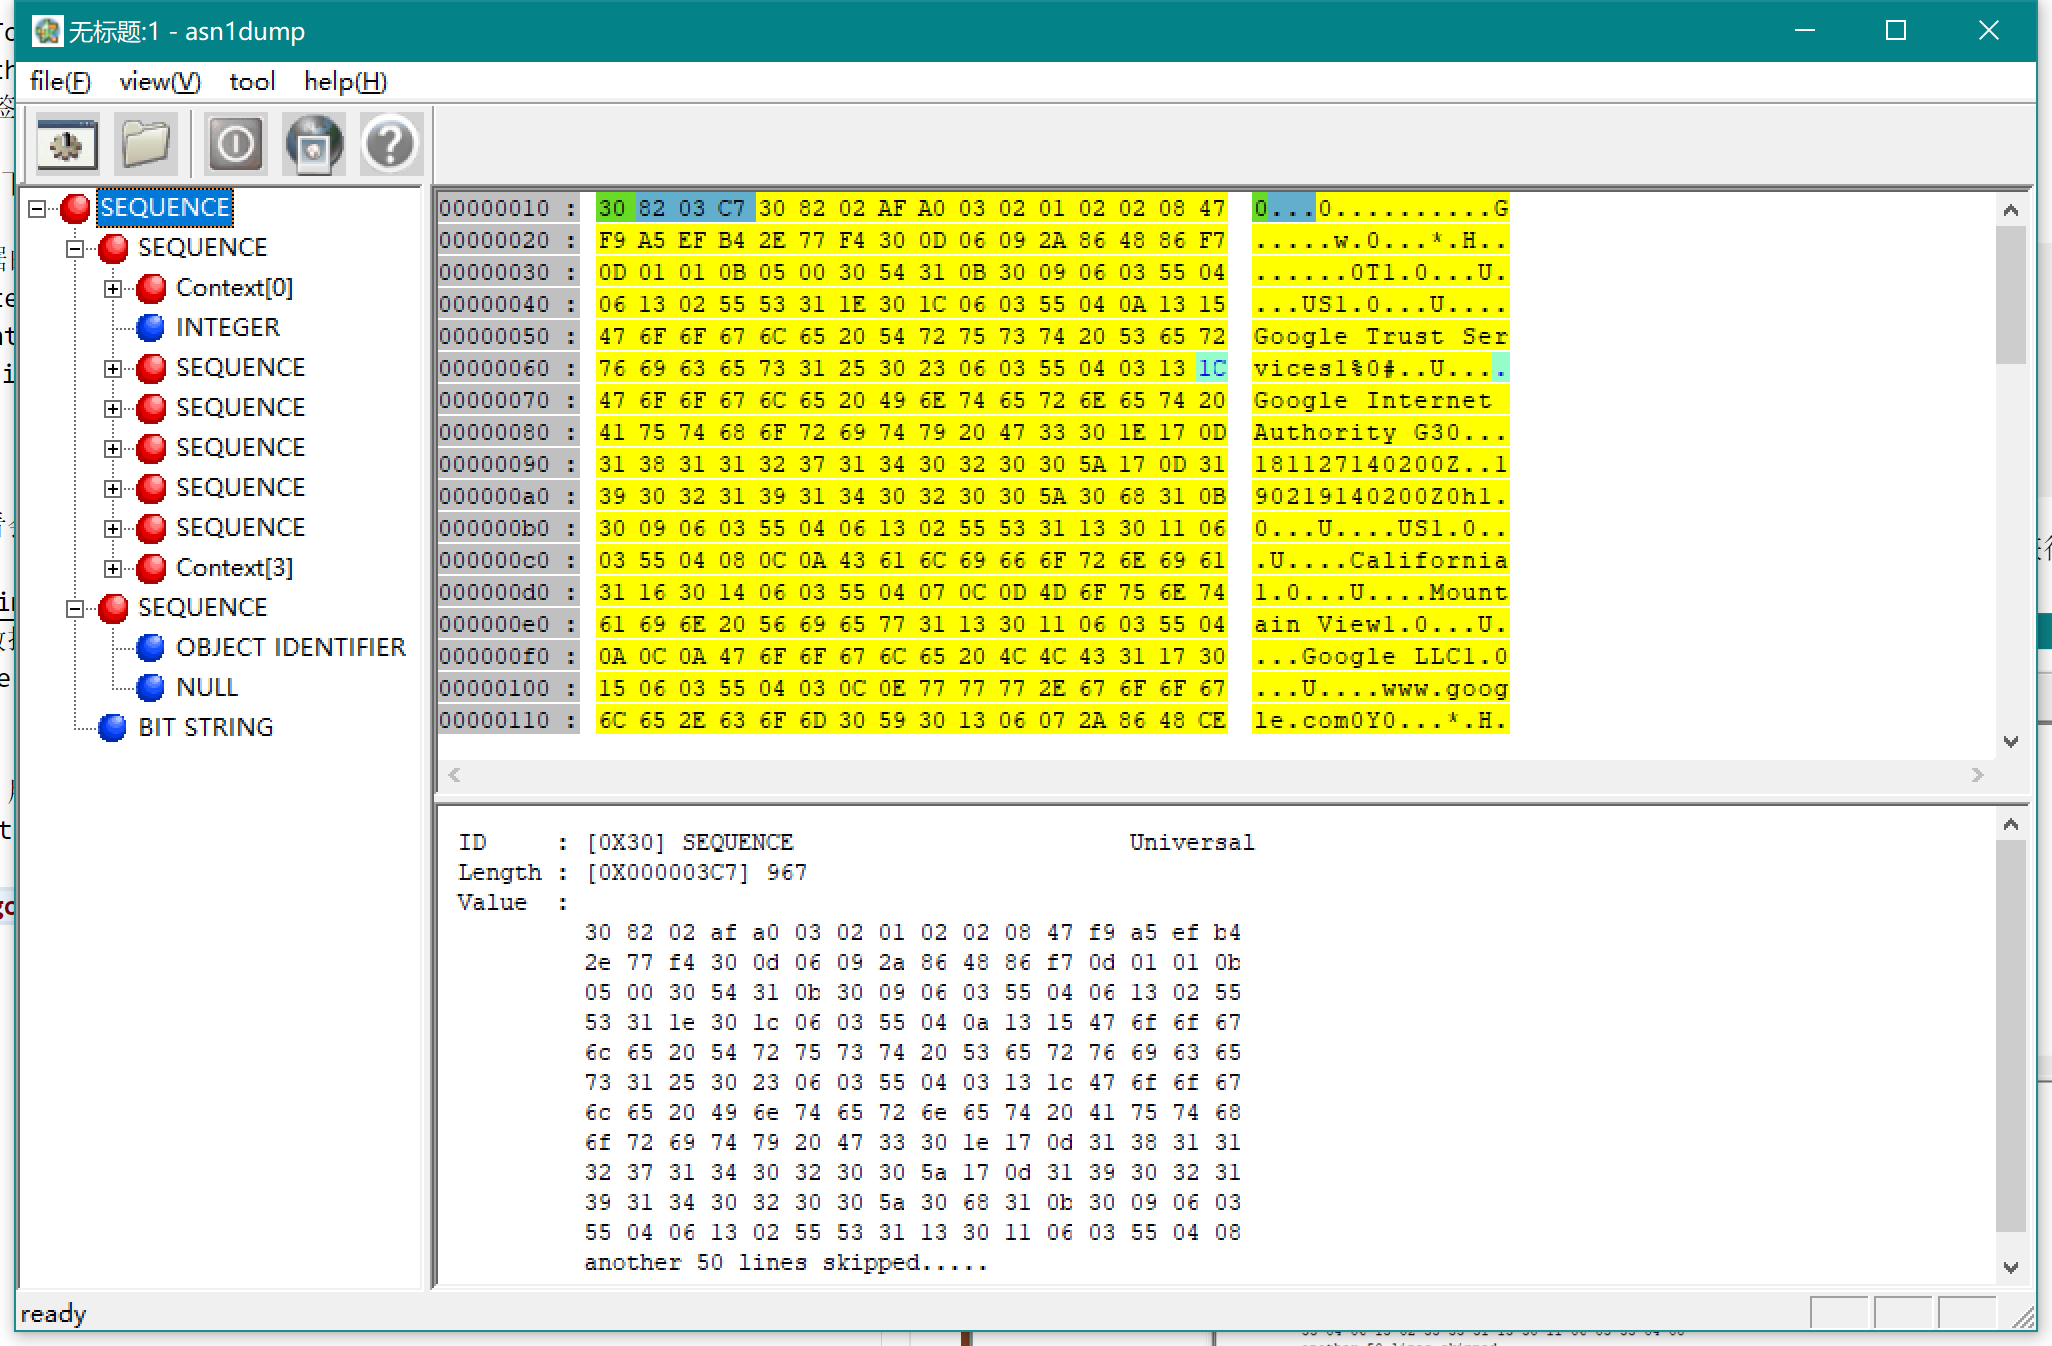 无标题:1 - asn1dump
file(F) view(V) tool help(H)
SEQUENCE
SEQUENCE
Context[0]
INTEGER
SEQUENCE
SEQUENCE
SEQUENCE
SEQUENCE
SEQUENCE
Context[3]
SEQUENCE
OBJECT IDENTIFIER
NULL
BIT STRING
00000010 : 30 82 03 C7 30 82 02 AF A0 03 02 01 02 02 08 47 0...0..........G
00000020 : F9 A5 EF B4 2E 77 F4 30 0D 06 09 2A 86 48 86 F7 .....w.0...*.H..
00000030 : 0D 01 01 0B 05 00 30 54 31 0B 30 09 06 03 55 04 ......0T1.0...U.
00000040 : 06 13 02 55 53 31 1E 30 1C 06 03 55 04 0A 13 15 ...US1.0...U....
00000050 : 47 6F 6F 67 6C 65 20 54 72 75 73 74 20 53 65 72 Google Trust Ser
00000060 : 76 69 63 65 73 31 25 30 23 06 03 55 04 03 13 1C vices1%0#..U....
00000070 : 47 6F 6F 67 6C 65 20 49 6E 74 65 72 6E 65 74 20 Google Internet
00000080 : 41 75 74 68 6F 72 69 74 79 20 47 33 30 1E 17 0D Authority G30...
00000090 : 31 38 31 31 32 37 31 34 30 32 30 30 5A 17 0D 31 181127140200Z..1
000000a0 : 39 30 32 31 39 31 34 30 32 30 30 5A 30 68 31 0B 90219140200Z0h1.
000000b0 : 30 09 06 03 55 04 06 13 02 55 53 31 13 30 11 06 0...U....US1.0..
000000c0 : 03 55 04 08 0C 0A 43 61 6C 69 66 6F 72 6E 69 61 .U....California
000000d0 : 31 16 30 14 06 03 55 04 07 0C 0D 4D 6F 75 6E 74 1.0...U....Mount
000000e0 : 61 69 6E 20 56 69 65 77 31 13 30 11 06 03 55 04 ain View1.0...U.
000000f0 : 0A 0C 0A 47 6F 6F 67 6C 65 20 4C 4C 43 31 17 30 ...Google LLC1.0
00000100 : 15 06 03 55 04 03 0C 0E 77 77 77 2E 67 6F 6F 67 ...U....www.goog
00000110 : 6C 65 2E 63 6F 6D 30 59 30 13 06 07 2A 86 48 CE le.com0Y0...*.H.
ID : [0X30] SEQUENCE Universal
Length : [0X000003C7] 967
Value :
30 82 02 af a0 03 02 01 02 02 08 47 f9 a5 ef b4
2e 77 f4 30 0d 06 09 2a 86 48 86 f7 0d 01 01 0b
05 00 30 54 31 0b 30 09 06 03 55 04 06 13 02 55
53 31 1e 30 1c 06 03 55 04 0a 13 15 47 6f 6f 67
6c 65 20 54 72 75 73 74 20 53 65 72 76 69 63 65
73 31 25 30 23 06 03 55 04 03 13 1c 47 6f 6f 67
6c 65 20 49 6e 74 65 72 6e 65 74 20 41 75 74 68
6f 72 69 74 79 20 47 33 30 1e 17 0d 31 38 31 31
32 37 31 34 30 32 30 30 5a 17 0d 31 39 30 32 31
39 31 34 30 32 30 30 5a 30 68 31 0b 30 09 06 03
55 04 06 13 02 55 53 31 13 30 11 06 03 55 04 08
another 50 lines skipped.....
ready